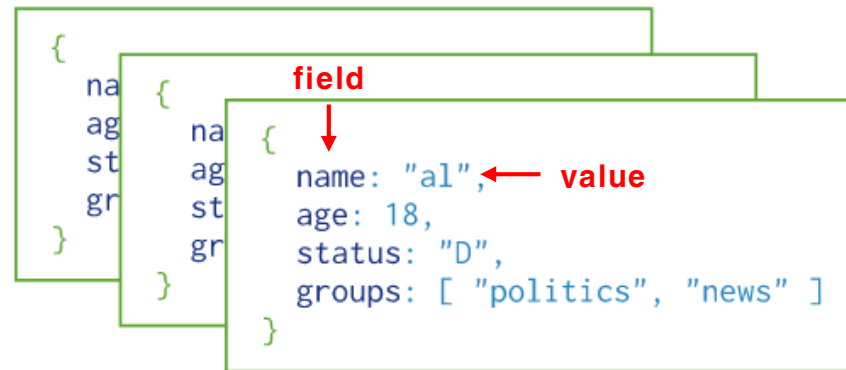 {
na
ag
st
gr
}
{
na
ag
st
gr
}
field
{
name: "al",
value
age: 18,
status: "D",
groups: [ "politics", "news" ]
}